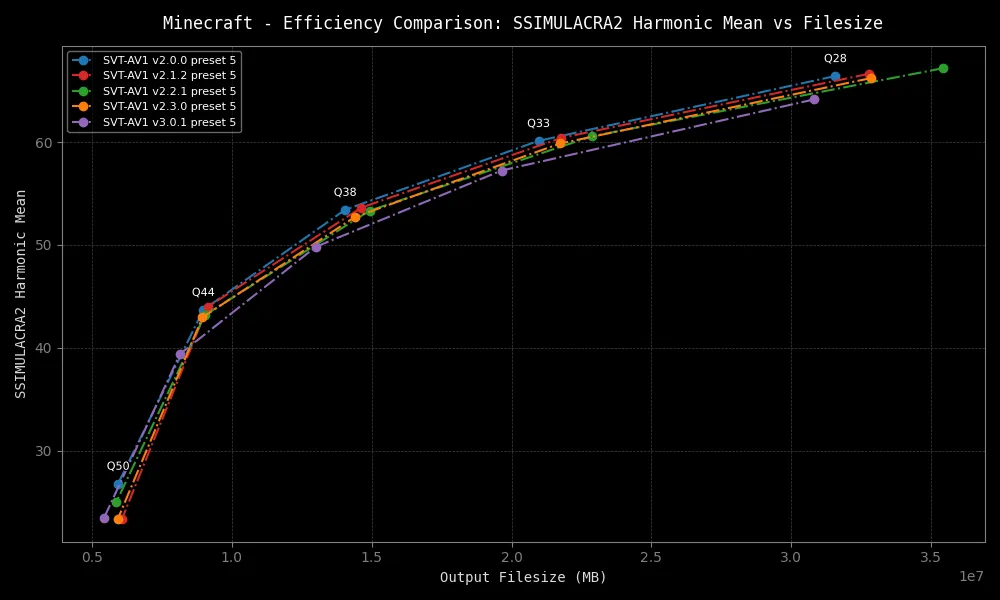 Minecraft - Efficiency Comparison: SSIMULACRA2 Harmonic Mean vs Filesize
SVT-AV1 v2.0.0 preset 5
SVT-AV1 v2.1.2 preset 5
SVT-AV1 v2.2.1 preset 5
SVT-AV1 v2.3.0 preset 5
SVT-AV1 v3.0.1 preset 5
Q28
Q33
Q38
Q44
Q50
SSIMULACRA2 Harmonic Mean
60
50
40
30
0.5 1.0 1.5 2.0 2.5 3.0 3.5
1e7
Output Filesize (MB)